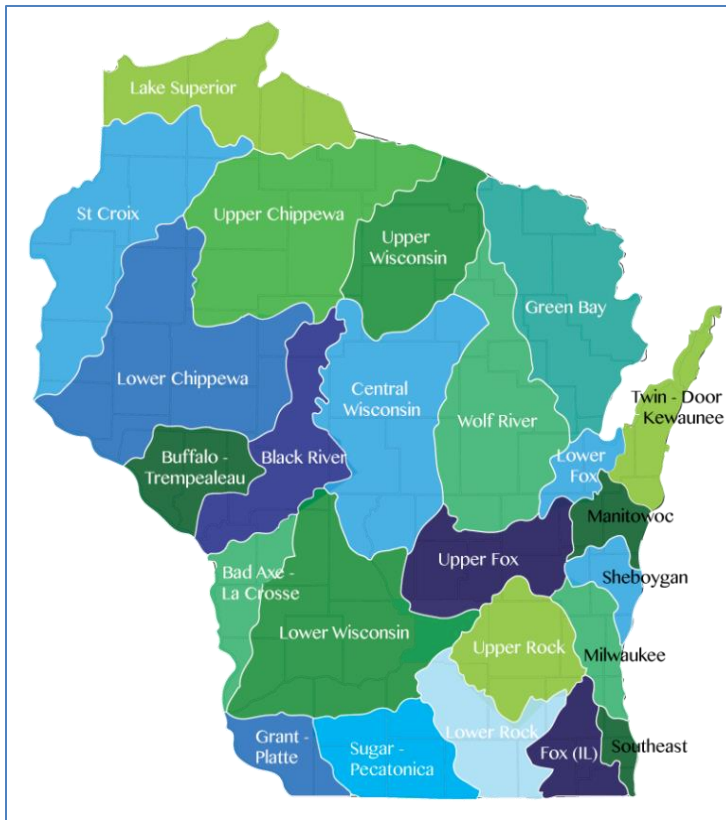 Lake Superior
St Croix
Upper Chippewa
Upper
Wisconsin
Green Bay
Lower Chippewa
Central
Wisconsin
Wolf River
Twin - Door
Kewaunee
Buffalo -
Trempealeau
Black River
Lower
Fox
Manitowoc
Upper Fox
Sheboygan
Bad Axe -
La Crosse
Lower Wisconsin
Upper Rock
Milwaukee
Grant -
Platte
Sugar -
Pecatonica
Lower Rock
Fox (IL)
Southeast